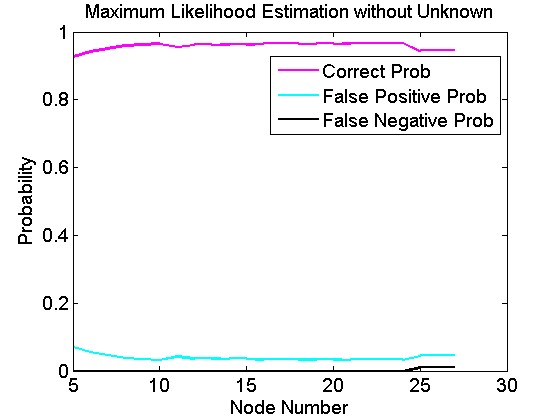 Maximum Likelihood Estimation without Unknown
1
0.8
0.6
0.4
0.2
0
Probability
Correct Prob
False Positive Prob
False Negative Prob
5 10 15 20 25 30
Node Number